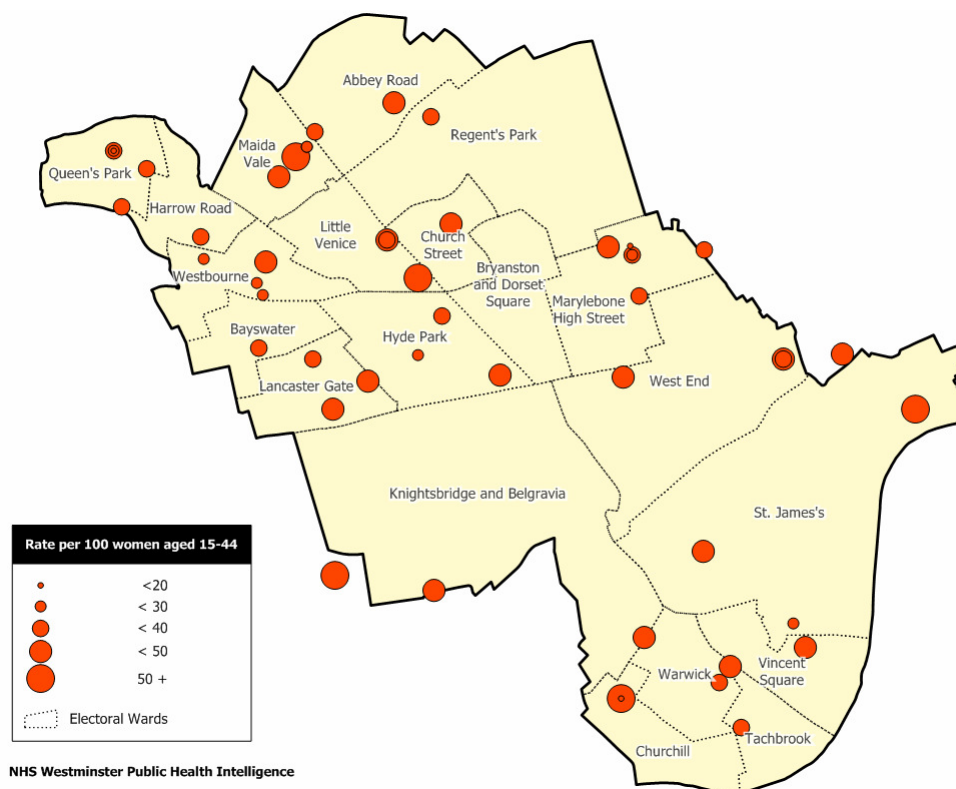 Abbey Road
Regent's Park
Maida
Vale
Queen's Park
Harrow Road
Little
Venice
Church
Street
Westbourne
Bryanston
and Dorset
Square
Marylebone
High Street
Bayswater
Hyde Park
Lancaster Gate
West End
Knightsbridge and Belgravia
St. James's
Rate per 100 women aged 15-44
<20
< 30
< 40
< 50
50 +
Electoral Wards
Warwick
Vincent
Square
Churchill
Tachbrook
NHS Westminster Public Health Intelligence